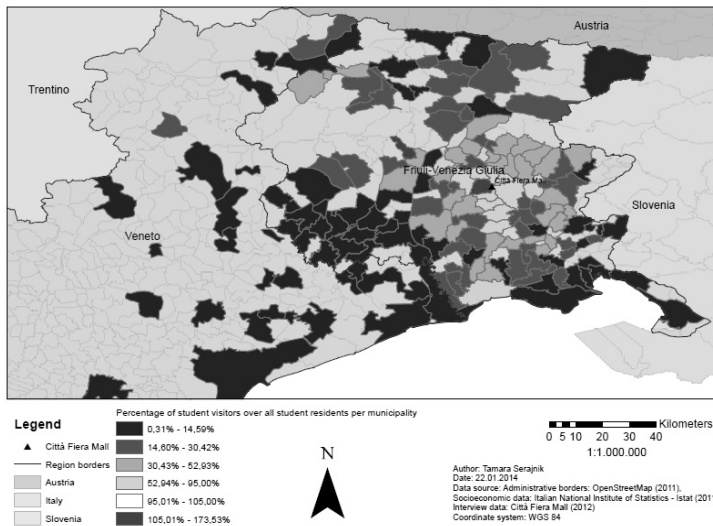 Austria
Trentino
Friuli-Venezia Giulia
Città Fiera Mall
Slovenia
Veneto
Legend
Città Fiera Mall
Region borders
Austria
Italy
Slovenia
Percentage of student visitors over all student residents per municipality
0,31% - 14,59%
14,60% - 30,42%
30,43% - 52,93%
52,94% - 95,00%
95,01% - 105,00%
105,01% - 173,53%
N
Kilometers
0 5 10 20 30 40
1:1.000.000
Author: Tamara Serajnik
Date: 22.01.2014
Data source: Administrative borders: OpenStreetMap (2011),
Socioeconomic data: Italian National Institute of Statistics - Istat (2011
Interview data: Città Fiera Mall (2012)
Coordinate system: WGS 84